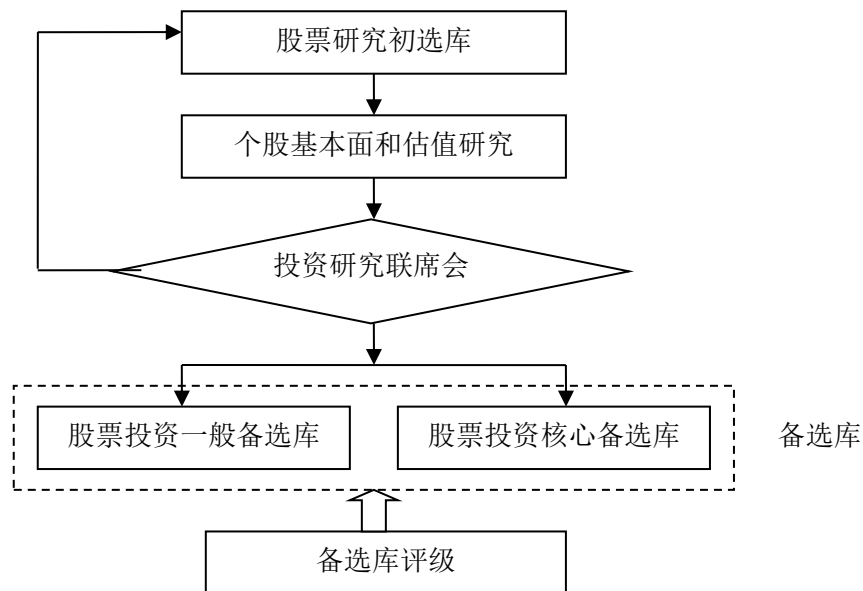 股票研究初选库
个股基本面和估值研究
投资研究联席会
股票投资一般备选库
股票投资核心备选库
备选库
备选库评级